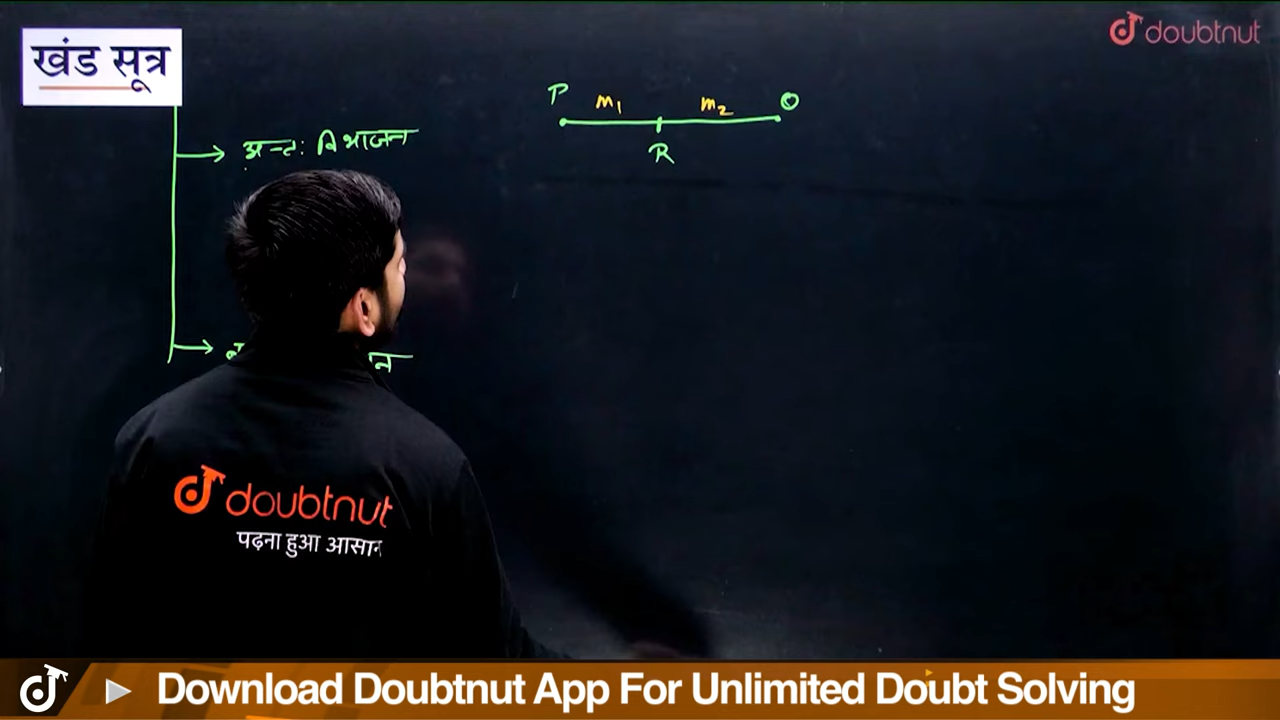 खंड सूत्र
doubtnut
P m₁ m₂ Q
R
अन्त: विभाजन
न
doubtnut
पढ़ना हुआ आसान
Download Doubtnut App For Unlimited Doubt Solving